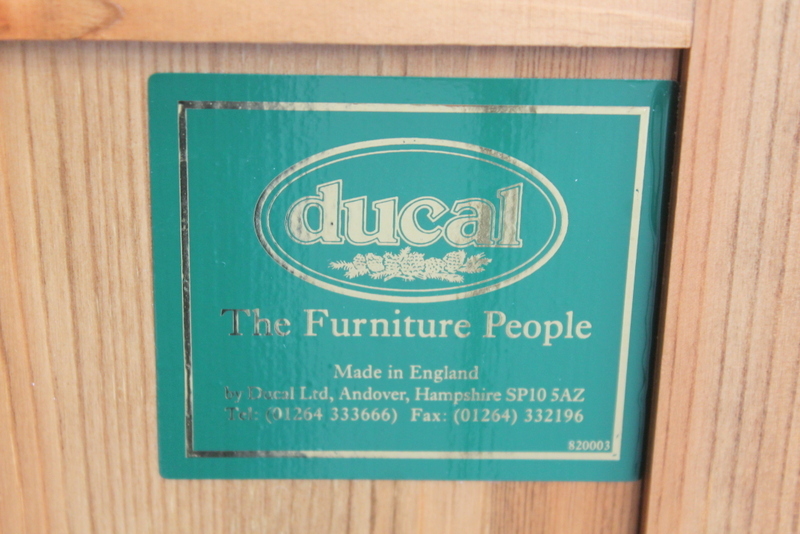 ducal
The Furniture People
Made in England
by Ducal Ltd, Andover, Hampshire SP10 5AZ
Tel: (01264 333666) Fax: (01264) 332196
820003